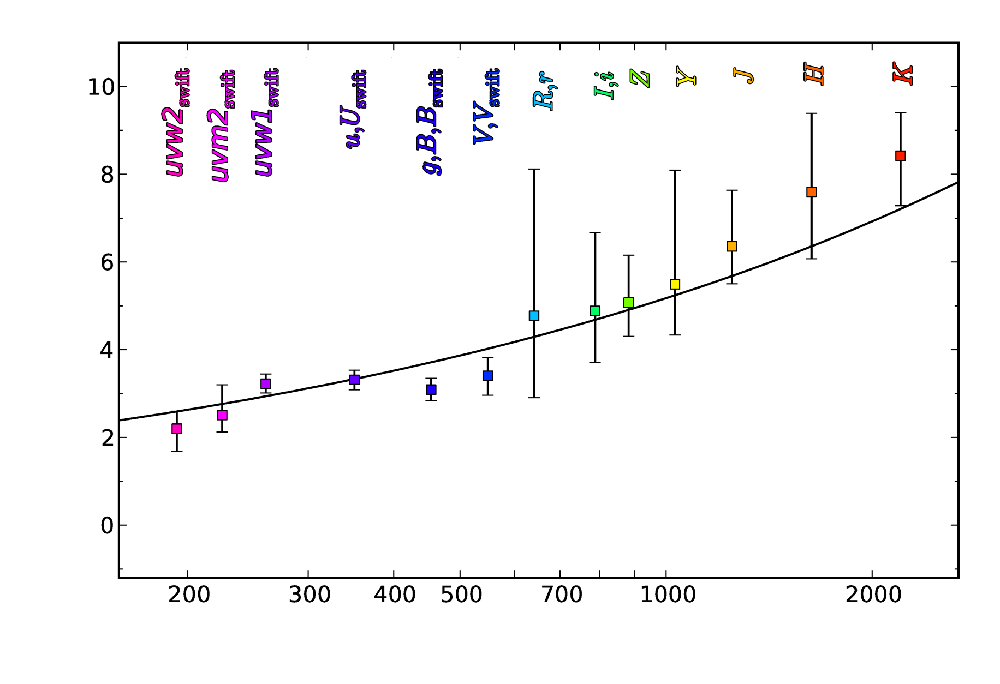 uvw2swift
uvm2swift
uvw1swift
u,Uswift
g,B,Bswift
V,Vswift
R,r
I,i
Z
Y
J
H
K
10
8
6
4
2
0
200 300 400 500 700 1000 2000